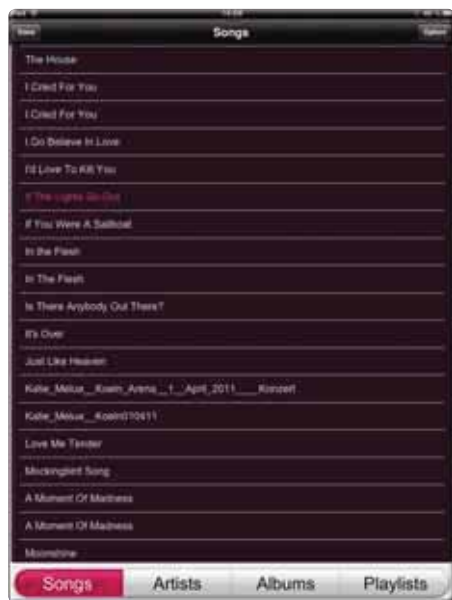 Songs
The House
I Cried For You
I Cried For You
I Do Believe In Love
I'd Love To Kill You
If The Lights Go Out
If You Were A Sailboat
In the Flesh
In The Flesh
Is There Anybody Out There?
It's Over
Just Like Heaven
Katie_Melua__Koeln_Arena__1__April_2011____Konzert
Katie_Melua__Koeln010411
Love Me Tender
Mockingbird Song
A Moment Of Madness
A Moment Of Madness
Moonshine
Songs Artists Albums Playlists